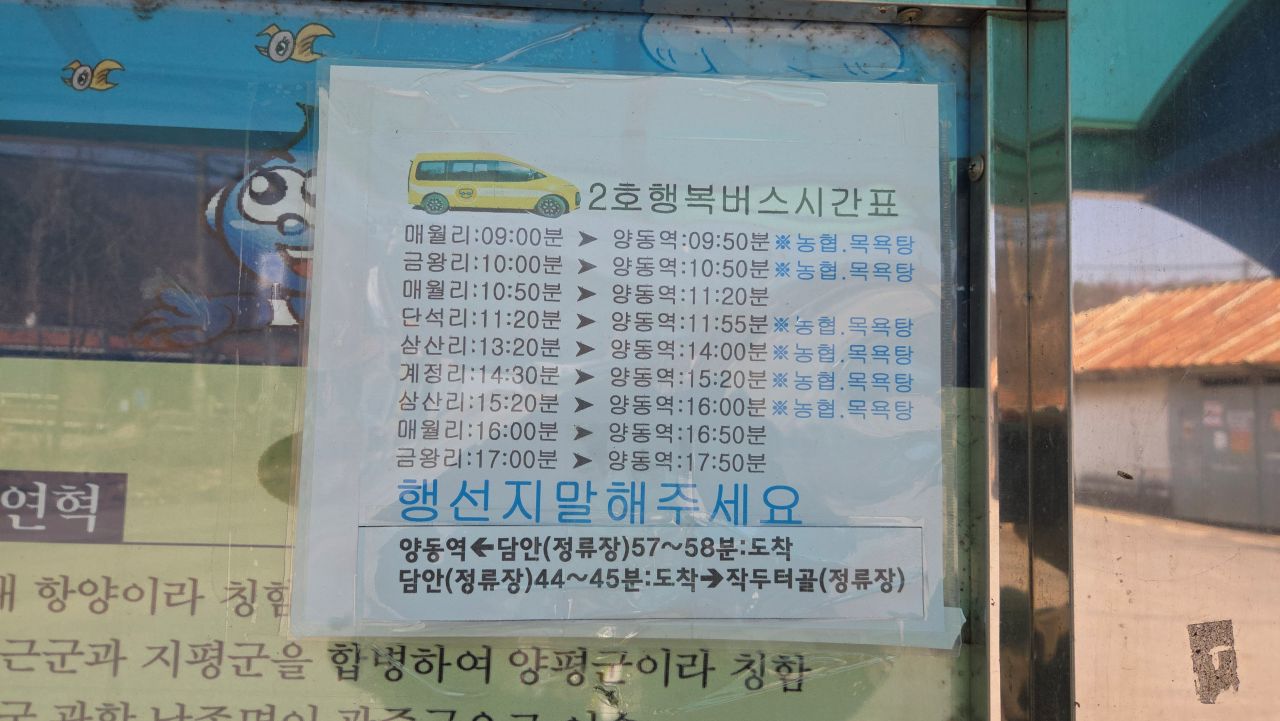 2호행복버스시간표
매월리:09:00분 ➤ 양동역:09:50분 ※농협.목욕탕
금왕리:10:00분 ➤ 양동역:10:50분 ※농협.목욕탕
매월리:10:50분 ➤ 양동역:11:20분
단석리:11:20분 ➤ 양동역:11:55분 ※농협.목욕탕
삼산리:13:20분 ➤ 양동역:14:00분 ※농협.목욕탕
계정리:14:30분 ➤ 양동역:15:20분 ※농협.목욕탕
삼산리:15:20분 ➤ 양동역:16:00분 ※농협.목욕탕
매월리:16:00분 ➤ 양동역:16:50분
금왕리:17:00분 ➤ 양동역:17:50분
행선지말해주세요
양동역←담안(정류장)57~58분:도착
담안(정류장)44~45분:도착→작두터골(정류장)
연혁
항양이라 칭함
근군과 지평군을 합병하여 양평군이라 칭함